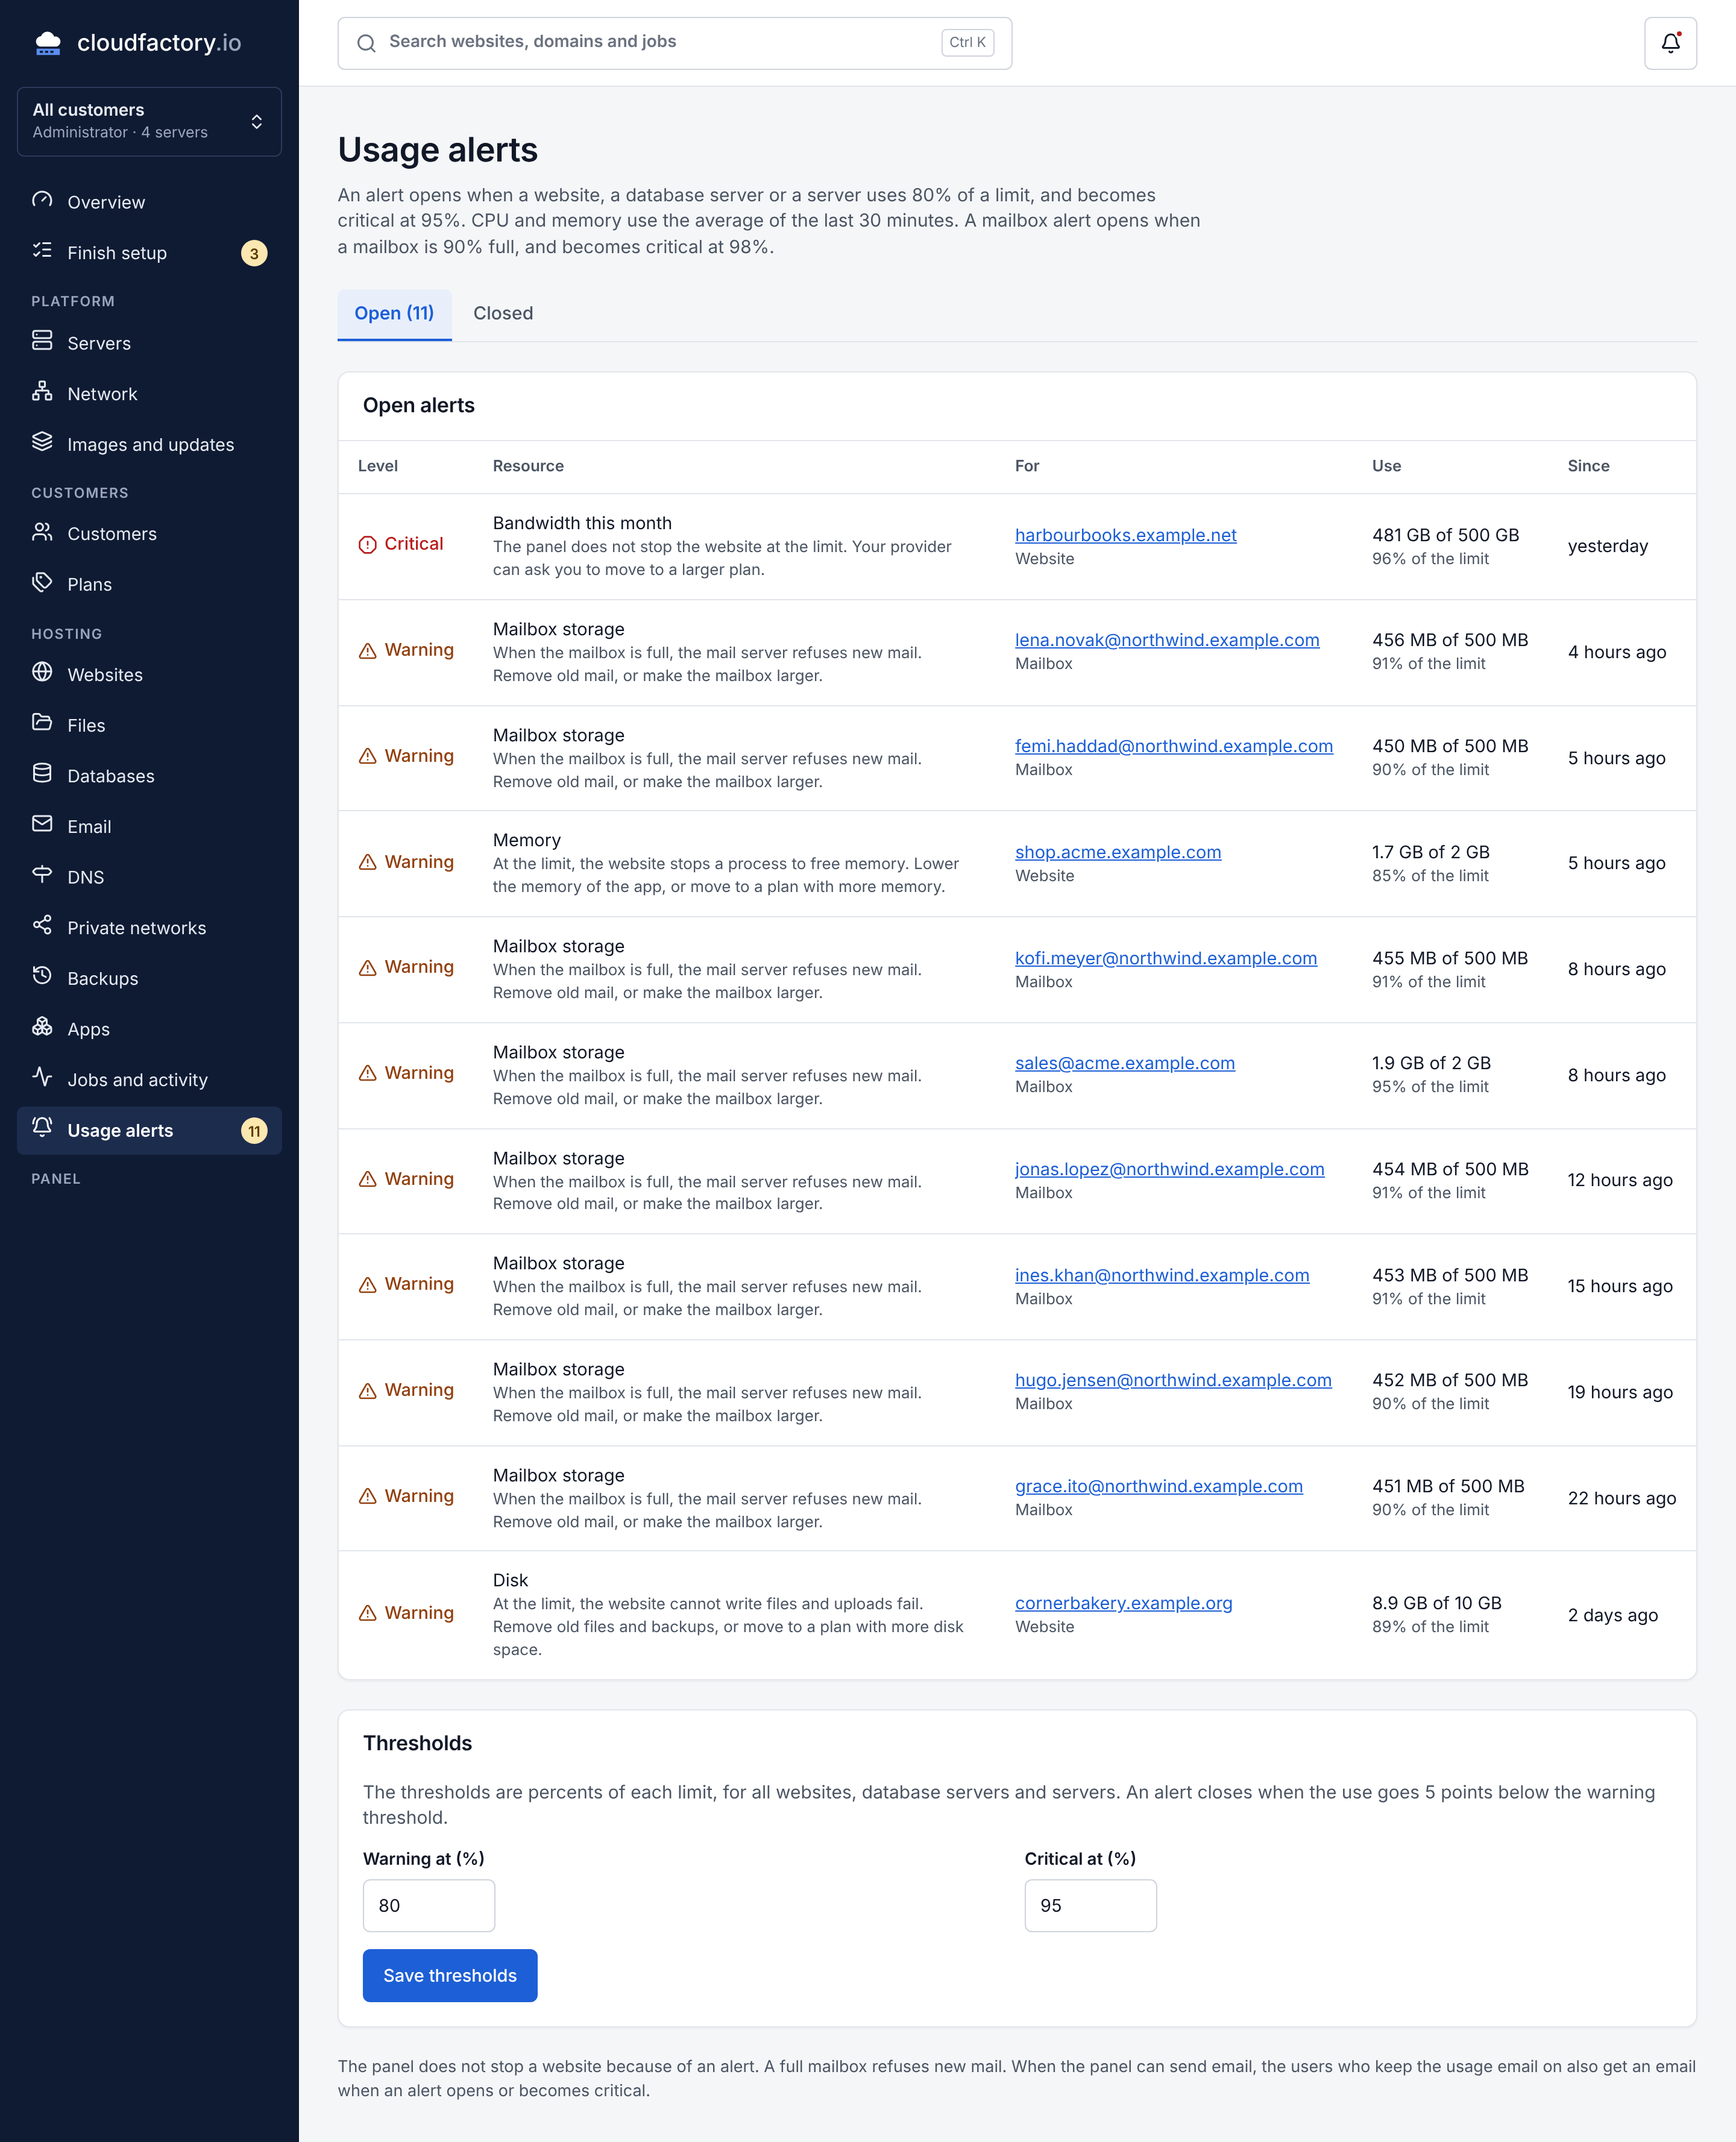 cloudfactory.io
All customers
Administrator · 4 servers
Overview
Finish setup 3
PLATFORM
Servers
Network
Images and updates
CUSTOMERS
Customers
Plans
HOSTING
Websites
Files
Databases
Email
DNS
Private networks
Backups
Apps
Jobs and activity
Usage alerts 11
PANEL
Search websites, domains and jobs Ctrl K
Usage alerts
An alert opens when a website, a database server or a server uses 80% of a limit, and becomes
critical at 95%. CPU and memory use the average of the last 30 minutes. A mailbox alert opens when
a mailbox is 90% full, and becomes critical at 98%.
Open (11) Closed
Open alerts
Level Resource For Use Since
Critical
Bandwidth this month
The panel does not stop the website at the limit. Your provider
can ask you to move to a larger plan.
harbourbooks.example.net
Website
481 GB of 500 GB
96% of the limit
yesterday
Warning
Mailbox storage
When the mailbox is full, the mail server refuses new mail.
Remove old mail, or make the mailbox larger.
lena.novak@northwind.example.com
Mailbox
456 MB of 500 MB
91% of the limit
4 hours ago
Warning
Mailbox storage
When the mailbox is full, the mail server refuses new mail.
Remove old mail, or make the mailbox larger.
femi.haddad@northwind.example.com
Mailbox
450 MB of 500 MB
90% of the limit
5 hours ago
Warning
Memory
At the limit, the website stops a process to free memory. Lower
the memory of the app, or move to a plan with more memory.
shop.acme.example.com
Website
1.7 GB of 2 GB
85% of the limit
5 hours ago
Warning
Mailbox storage
When the mailbox is full, the mail server refuses new mail.
Remove old mail, or make the mailbox larger.
kofi.meyer@northwind.example.com
Mailbox
455 MB of 500 MB
91% of the limit
8 hours ago
Warning
Mailbox storage
When the mailbox is full, the mail server refuses new mail.
Remove old mail, or make the mailbox larger.
sales@acme.example.com
Mailbox
1.9 GB of 2 GB
95% of the limit
8 hours ago
Warning
Mailbox storage
When the mailbox is full, the mail server refuses new mail.
Remove old mail, or make the mailbox larger.
jonas.lopez@northwind.example.com
Mailbox
454 MB of 500 MB
91% of the limit
12 hours ago
Warning
Mailbox storage
When the mailbox is full, the mail server refuses new mail.
Remove old mail, or make the mailbox larger.
ines.khan@northwind.example.com
Mailbox
453 MB of 500 MB
91% of the limit
15 hours ago
Warning
Mailbox storage
When the mailbox is full, the mail server refuses new mail.
Remove old mail, or make the mailbox larger.
hugo.jensen@northwind.example.com
Mailbox
452 MB of 500 MB
90% of the limit
19 hours ago
Warning
Mailbox storage
When the mailbox is full, the mail server refuses new mail.
Remove old mail, or make the mailbox larger.
grace.ito@northwind.example.com
Mailbox
451 MB of 500 MB
90% of the limit
22 hours ago
Warning
Disk
At the limit, the website cannot write files and uploads fail.
Remove old files and backups, or move to a plan with more disk
space.
cornerbakery.example.org
Website
8.9 GB of 10 GB
89% of the limit
2 days ago
Thresholds
The thresholds are percents of each limit, for all websites, database servers and servers. An alert closes when the use goes 5 points below the warning
threshold.
Warning at (%) Critical at (%)
80 95
Save thresholds
The panel does not stop a website because of an alert. A full mailbox refuses new mail. When the panel can send email, the users who keep the usage email on also get an email
when an alert opens or becomes critical.